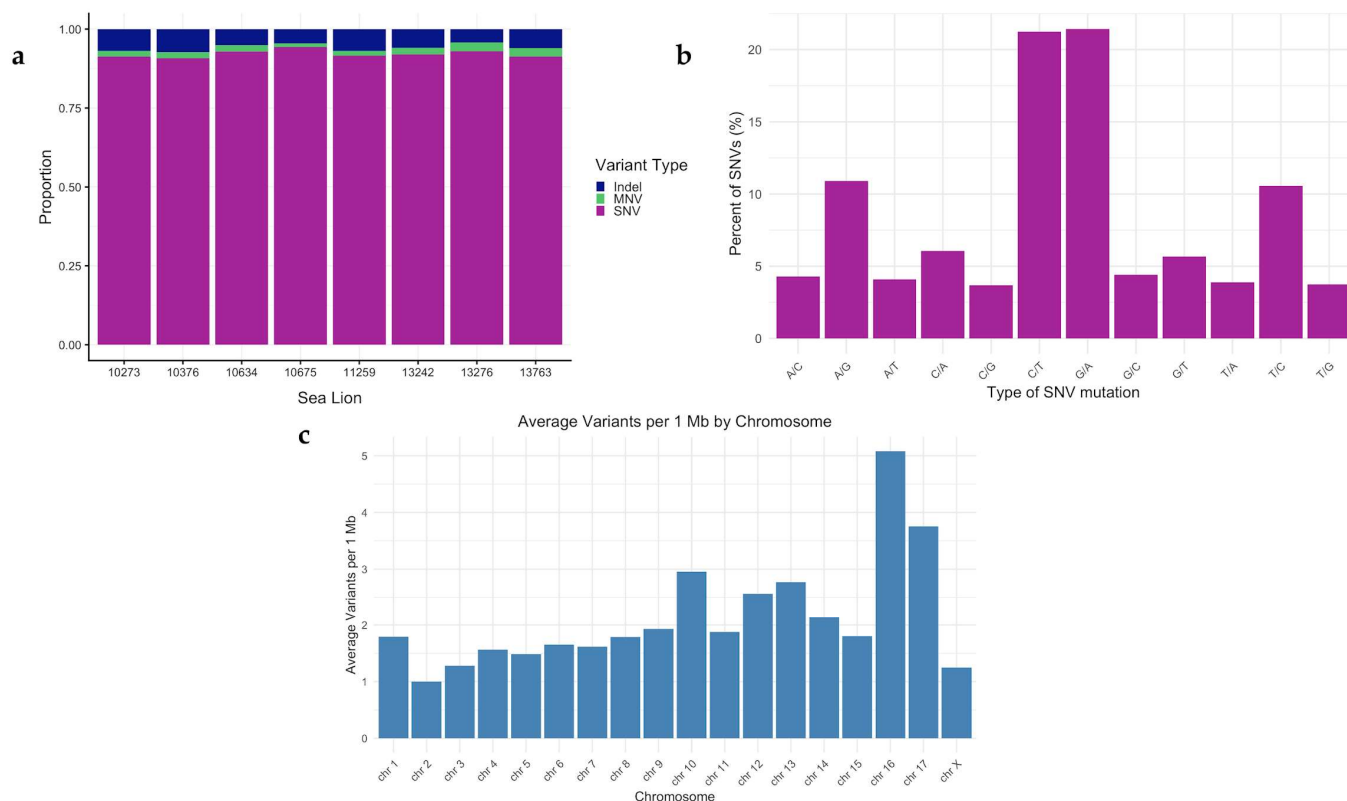 a
1.00
0.75
0.50
0.25
0.00
Proportion
10273 10376 10634 10675 11259 13242 13276 13763
Sea Lion
Variant Type
Indel
MNV
SNV
b
20
15
10
5
0
Percent of SNVs (%)
A/C A/G A/T C/A C/G C/T G/A G/C G/T T/A T/C T/G
Type of SNV mutation
c
Average Variants per 1 Mb by Chromosome
5
4
3
2
1
0
Average Variants per 1 Mb
chr 1 chr 2 chr 3 chr 4 chr 5 chr 6 chr 7 chr 8 chr 9 chr 10 chr 11 chr 12 chr 13 chr 14 chr 15 chr 16 chr 17 chr X
Chromosome